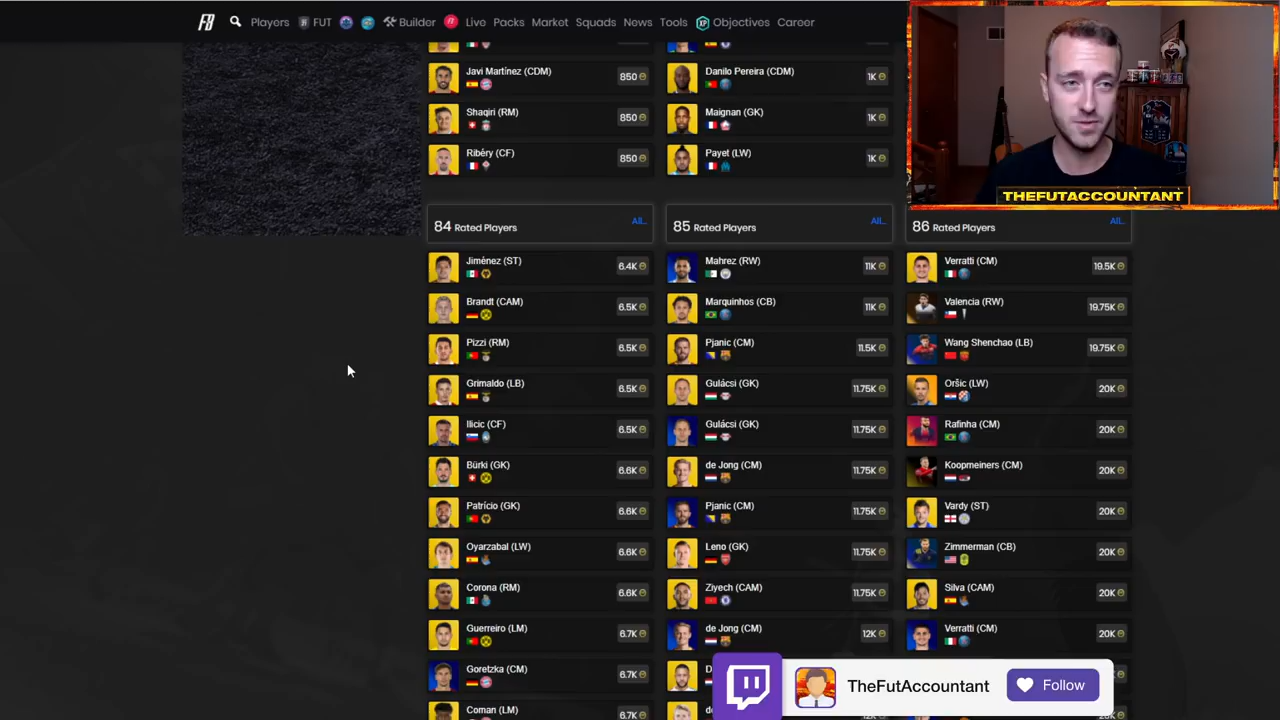 Players FUT Builder Live Packs Market Squads News Tools Objectives Career
Javi Martínez (CDM) 850
Shaqiri (RM) 850
Ribéry (CF) 850
Danilo Pereira (CDM) 1K
Maignan (GK) 1K
Payet (LW) 1K
THEFUTACCOUNTANT
84 Rated Players All..
Jiménez (ST) 6.4K
Brandt (CAM) 6.5K
Pizzi (RM) 6.5K
Grimaldo (LB) 6.5K
Ilicic (CF) 6.5K
Bürki (GK) 6.6K
Patrício (GK) 6.6K
Oyarzabal (LW) 6.6K
Corona (RM) 6.6K
Guerreiro (LM) 6.7K
Goretzka (CM) 6.7K
Coman (LM) 6.7K
85 Rated Players All..
Mahrez (RW) 11K
Marquinhos (CB) 11K
Pjanic (CM) 11.5K
Gulácsi (GK) 11.75K
Gulácsi (GK) 11.75K
de Jong (CM) 11.75K
Pjanic (CM) 11.75K
Leno (GK) 11.75K
Ziyech (CAM) 11.75K
de Jong (CM) 12K
86 Rated Players All..
Verratti (CM) 19.5K
Valencia (RW) 19.75K
Wang Shenchao (LB) 19.75K
Oršic (LW) 20K
Rafinha (CM) 20K
Koopmeiners (CM) 20K
Vardy (ST) 20K
Zimmerman (CB) 20K
Silva (CAM) 20K
Verratti (CM) 20K
TheFutAccountant Follow